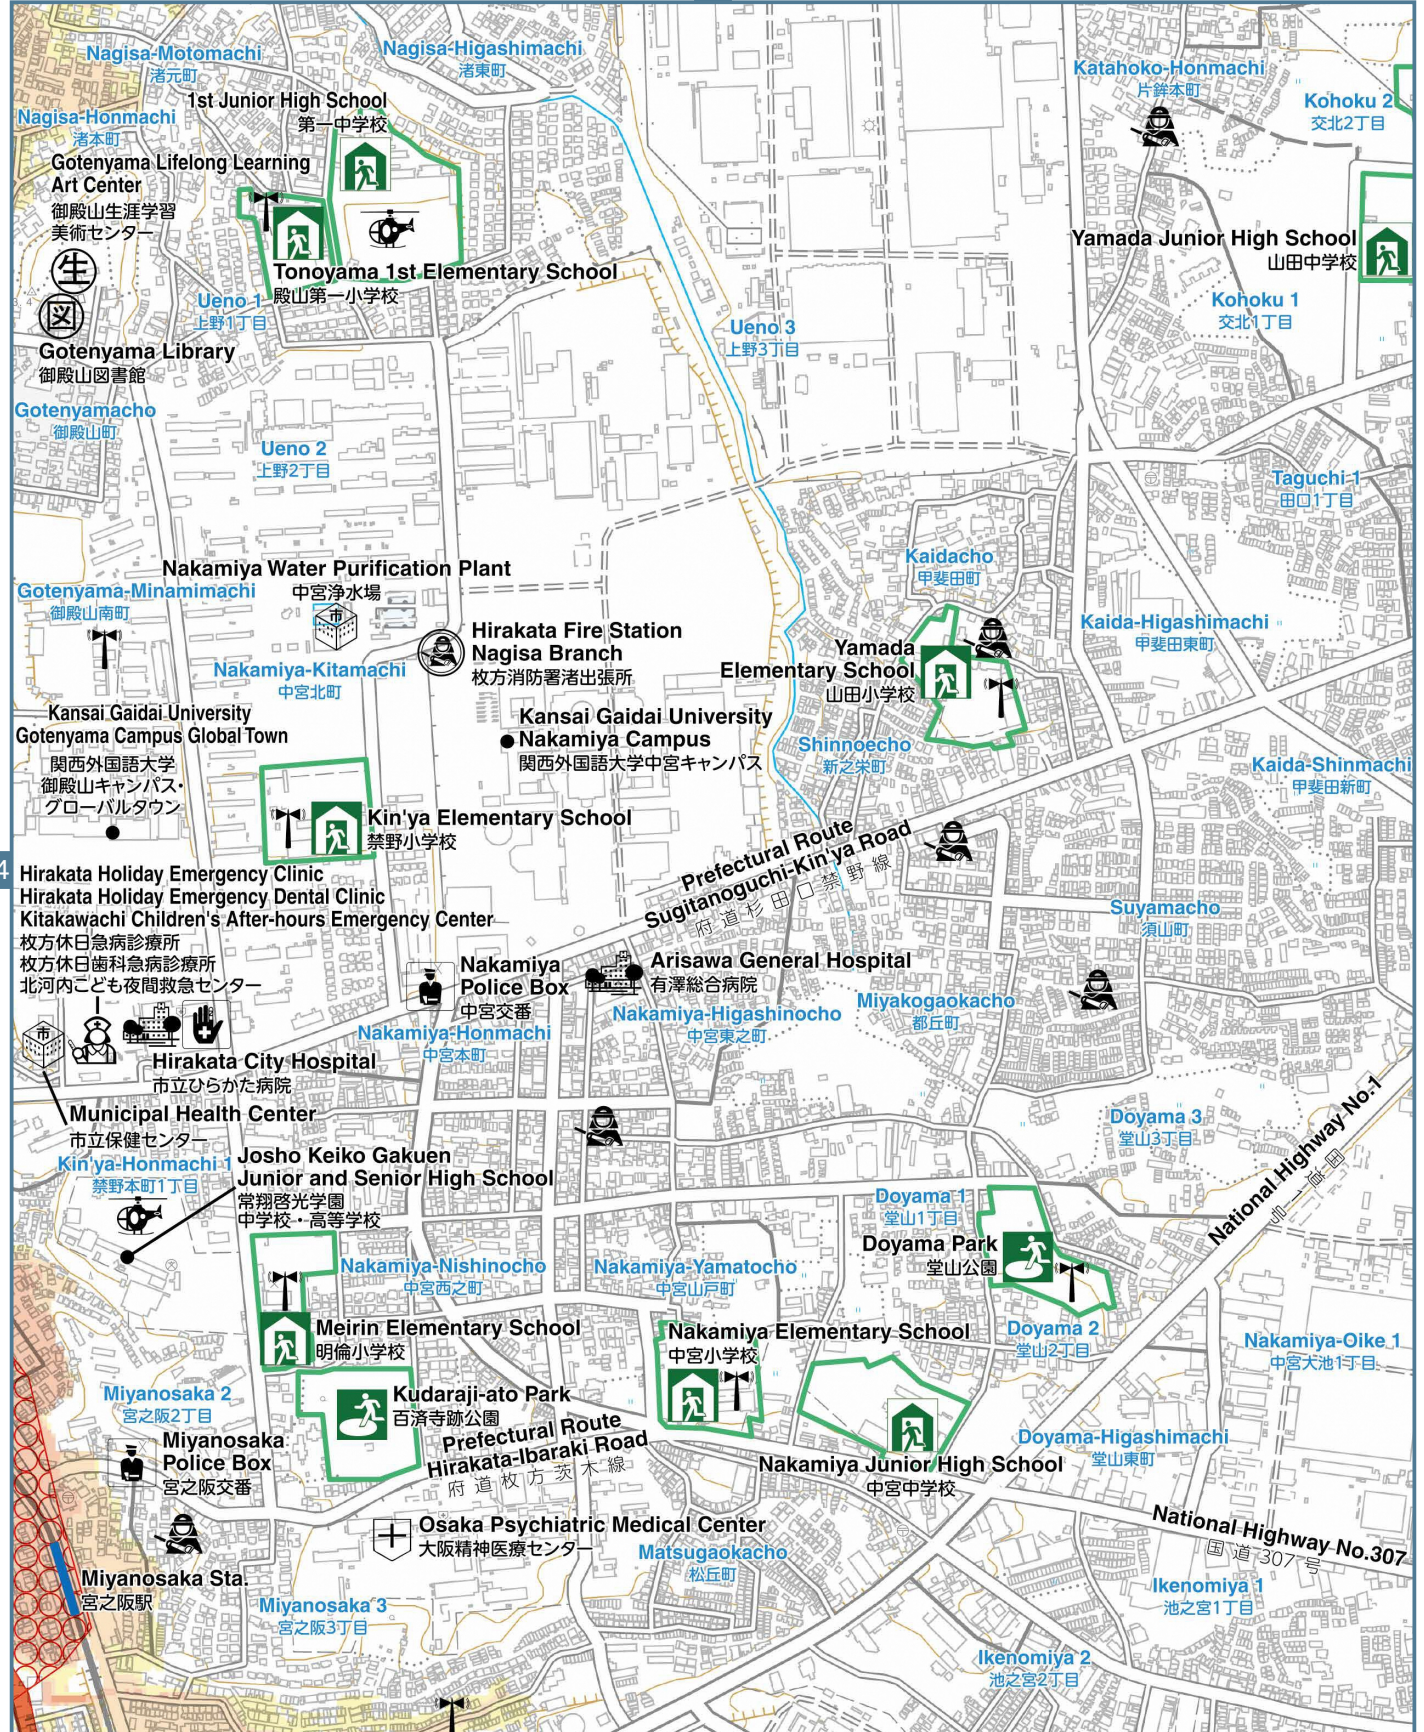 Nagisa-Motomachi
渚元町
Nagisa-Higashimachi
渚東町
Katahoko-Honmachi
片鉾本町
Kohoku 2
交北2丁目
1st Junior High School
第一中学校
Nagisa-Honmachi
渚本町
Gotenyama Lifelong Learning
Art Center
御殿山生涯学習
美術センター
生
図
Tonoyama 1st Elementary School
殿山第一小学校
Yamada Junior High School
山田中学校
Ueno 1
上野1丁目
Kohoku 1
交北1丁目
Ueno 3
上野3丁目
Gotenyama Library
御殿山図書館
Gotenyamacho
御殿山町
Ueno 2
上野2丁目
Taguchi 1
田口1丁目
Nakamiya Water Purification Plant
中宮浄水場
市
Gotenyama-Minamimachi
御殿山南町
Kaidacho
甲斐田町
Kaida-Higashimachi
甲斐田東町
Hirakata Fire Station
Nagisa Branch
枚方消防署渚出張所
Yamada
Elementary School
山田小学校
Nakamiya-Kitamachi
中宮北町
Kansai Gaidai University
Gotenyama Campus Global Town
関西外国語大学
御殿山キャンパス・
グローバルタウン
Kansai Gaidai University
Nakamiya Campus
関西外国語大学中宮キャンパス
Shinnoecho
新之栄町
Kaida-Shinmachi
甲斐田新町
Kin'ya Elementary School
禁野小学校
Prefectural Route
Sugitanoguchi-Kin'ya Road
府道杉田口禁野線
4
Hirakata Holiday Emergency Clinic
Hirakata Holiday Emergency Dental Clinic
Kitakawachi Children's After-hours Emergency Center
枚方休日急病診療所
枚方休日歯科急病診療所
北河内こども夜間救急センター
Suyamacho
須山町
Nakamiya
Police Box
中宮交番
Arisawa General Hospital
有澤総合病院
Miyakogaokacho
都丘町
Nakamiya-Higashinocho
中宮東之町
Nakamiya-Honmachi
中宮本町
市
Hirakata City Hospital
市立ひらかた病院
Municipal Health Center
市立保健センター
Doyama 3
堂山3丁目
National Highway No.1
国道1号
Kin'ya-Honmachi 1
禁野本町1丁目
Josho Keiko Gakuen
Junior and Senior High School
常翔啓光学園
中学校・高等学校
Doyama 1
堂山1丁目
Doyama Park
堂山公園
Nakamiya-Nishinocho
中宮西之町
Nakamiya-Yamatocho
中宮山戸町
Meirin Elementary School
明倫小学校
Nakamiya Elementary School
中宮小学校
Doyama 2
堂山2丁目
Nakamiya-Oike 1
中宮大池1丁目
Miyanosaka 2
宮之阪2丁目
Kudaraji-ato Park
百済寺跡公園
Prefectural Route
Hirakata-Ibaraki Road
府道枚方茨木線
Miyanosaka
Police Box
宮之阪交番
Nakamiya Junior High School
中宮中学校
Doyama-Higashimachi
堂山東町
National Highway No.307
国道307号
Osaka Psychiatric Medical Center
大阪精神医療センター
Matsugaokacho
松丘町
Miyanosaka Sta.
宮之阪駅
Miyanosaka 3
宮之阪3丁目
Ikenomiya 1
池之宮1丁目
Ikenomiya 2
池之宮2丁目